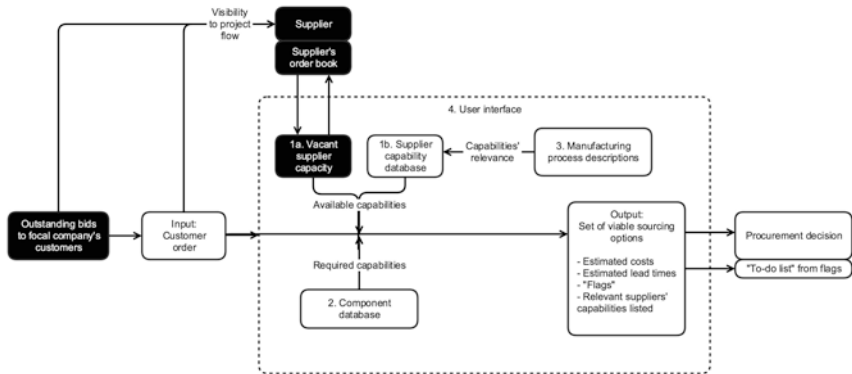 Visibility
to project
flow
Supplier
Supplier's
order book
4. User interface
1a. Vacant
supplier
capacity
1b. Supplier
capability
database
Capabilities'
relevance
3. Manufacturing
process descriptions
Available capabilities
Outstanding bids
to focal company's
customers
Input:
Customer
order
Required capabilities
2. Component
database
Output:
Set of viable sourcing
options
- Estimated costs
- Estimated lead times
- "Flags"
- Relevant suppliers'
capabilities listed
Procurement decision
"To-do list" from flags